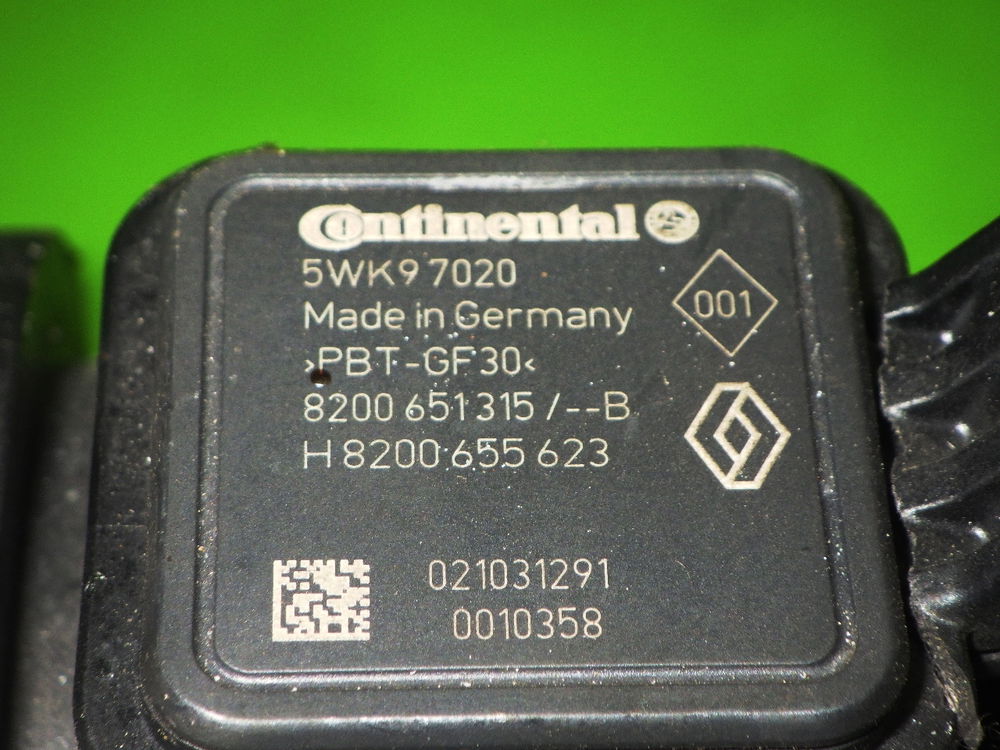 Continental
5WK9 7020
Made in Germany
001
>PBT-GF30<
8200 651 315 /--B
H 8200 655 623
021031291
0010358